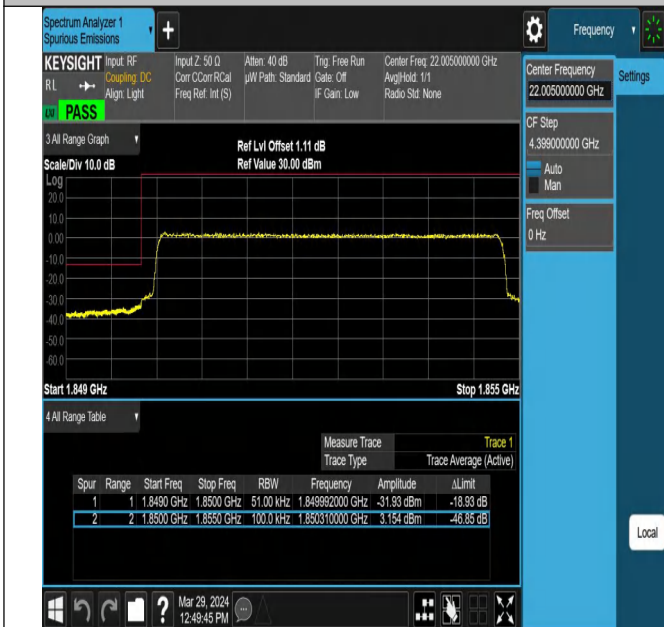 Spectrum Analyzer 1
Spurious Emissions
+
Frequency
KEYSIGHT
RL
PASS
Input: RF
Coupling: DC
Align: Light
Input Z: 50 Ω
Corr CCorr RCal
Freq Ref: Int (S)
Atten: 40 dB
µW Path: Standard
Trig: Free Run
Gate: Off
IF Gain: Low
Center Freq: 22.005000000 GHz
Avg|Hold: 1/1
Radio Std: None
Center Frequency
22.005000000 GHz
Settings
CF Step
4.399000000 GHz
Auto
Man
Freq Offset
0 Hz
Local
3 All Range Graph
Scale/Div 10.0 dB
Ref Lvl Offset 1.11 dB
Ref Value 30.00 dBm
Log
20.0
10.0
0.00
-10.0
-20.0
-30.0
-40.0
-50.0
-60.0
Start 1.849 GHz
Stop 1.855 GHz
4 All Range Table
Measure Trace Trace 1
Trace Type Trace Average (Active)
Spur Range Start Freq Stop Freq RBW Frequency Amplitude ΔLimit
1 1 1.8490 GHz 1.8500 GHz 51.00 kHz 1.849992000 GHz -31.93 dBm -18.93 dB
2 2 1.8500 GHz 1.8550 GHz 100.0 kHz 1.850310000 GHz 3.154 dBm -46.85 dB
?
Mar 29, 2024
12:49:45 PM